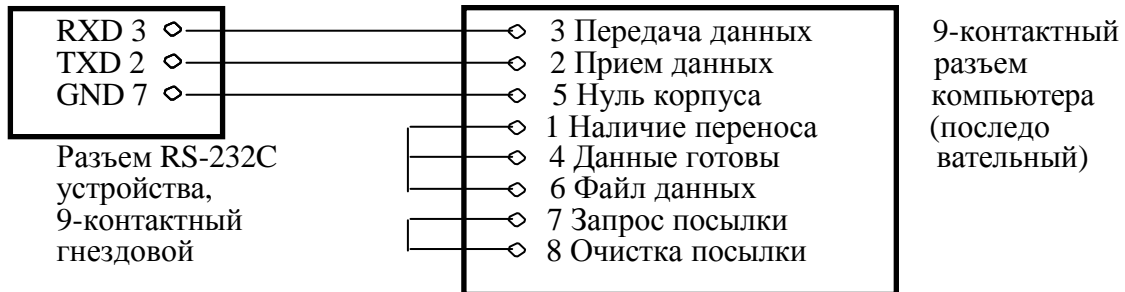 RXD 3
TXD 2
GND 7
Разъем RS-232C
устройства,
9-контактный
гнездовой
3 Передача данных
2 Прием данных
5 Нуль корпуса
1 Наличие переноса
4 Данные готовы
6 Файл данных
7 Запрос посылки
8 Очистка посылки
9-контактный
разъем
компьютера
(последо
вательный)